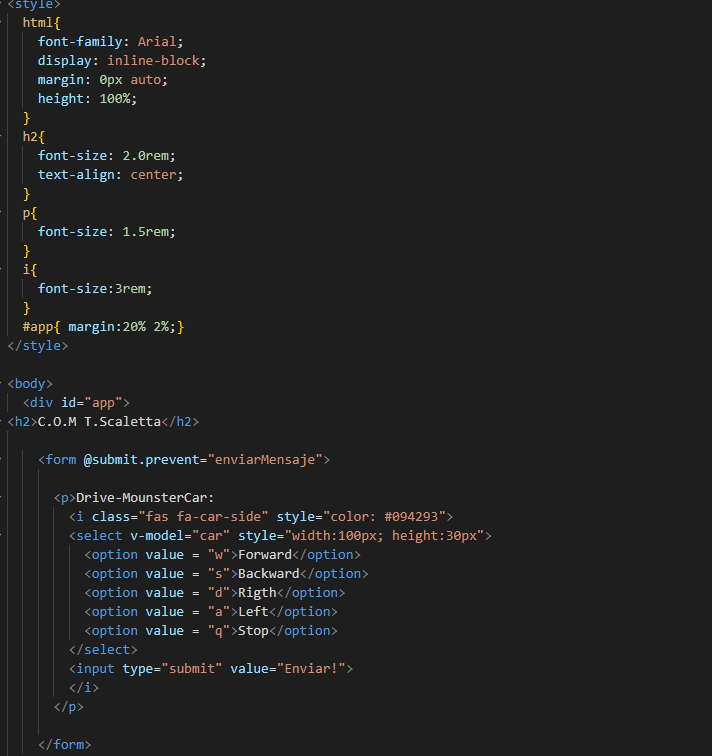 <style>
html{
font-family: Arial;
display: inline-block;
margin: 0px auto;
height: 100%;
}
h2{
font-size: 2.0rem;
text-align: center;
}
p{
font-size: 1.5rem;
}
i{
font-size:3rem;
}
#app{ margin:20% 2%;}
</style>
<body>
<div id="app">
<h2>C.O.M T.Scaletta</h2>
<form @submit.prevent="enviarMensaje">
<p>Drive-MounsterCar:
<i class="fas fa-car-side" style="color: #094293">
<select v-model="car" style="width:100px; height:30px">
<option value = "w">Forward</option>
<option value = "s">Backward</option>
<option value = "d">Rigth</option>
<option value = "a">Left</option>
<option value = "q">Stop</option>
</select>
<input type="submit" value="Enviar!">
</i>
</p>
</form>